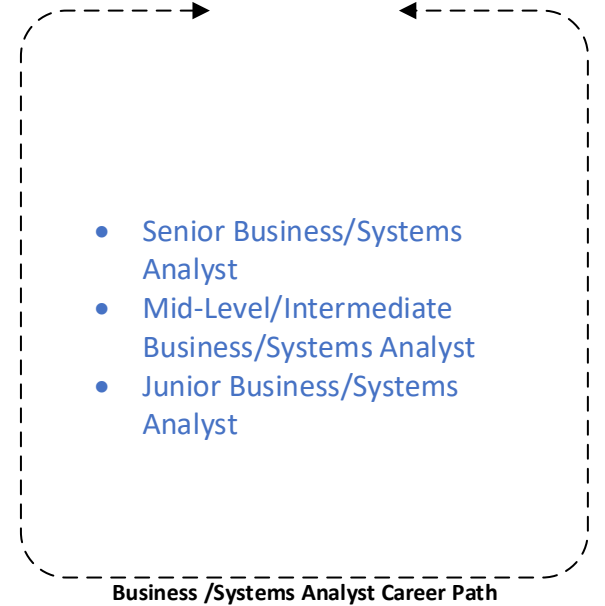 • Senior Business/Systems
Analyst
• Mid-Level/Intermediate
Business/Systems Analyst
• Junior Business/Systems
Analyst
Business /Systems Analyst Career Path